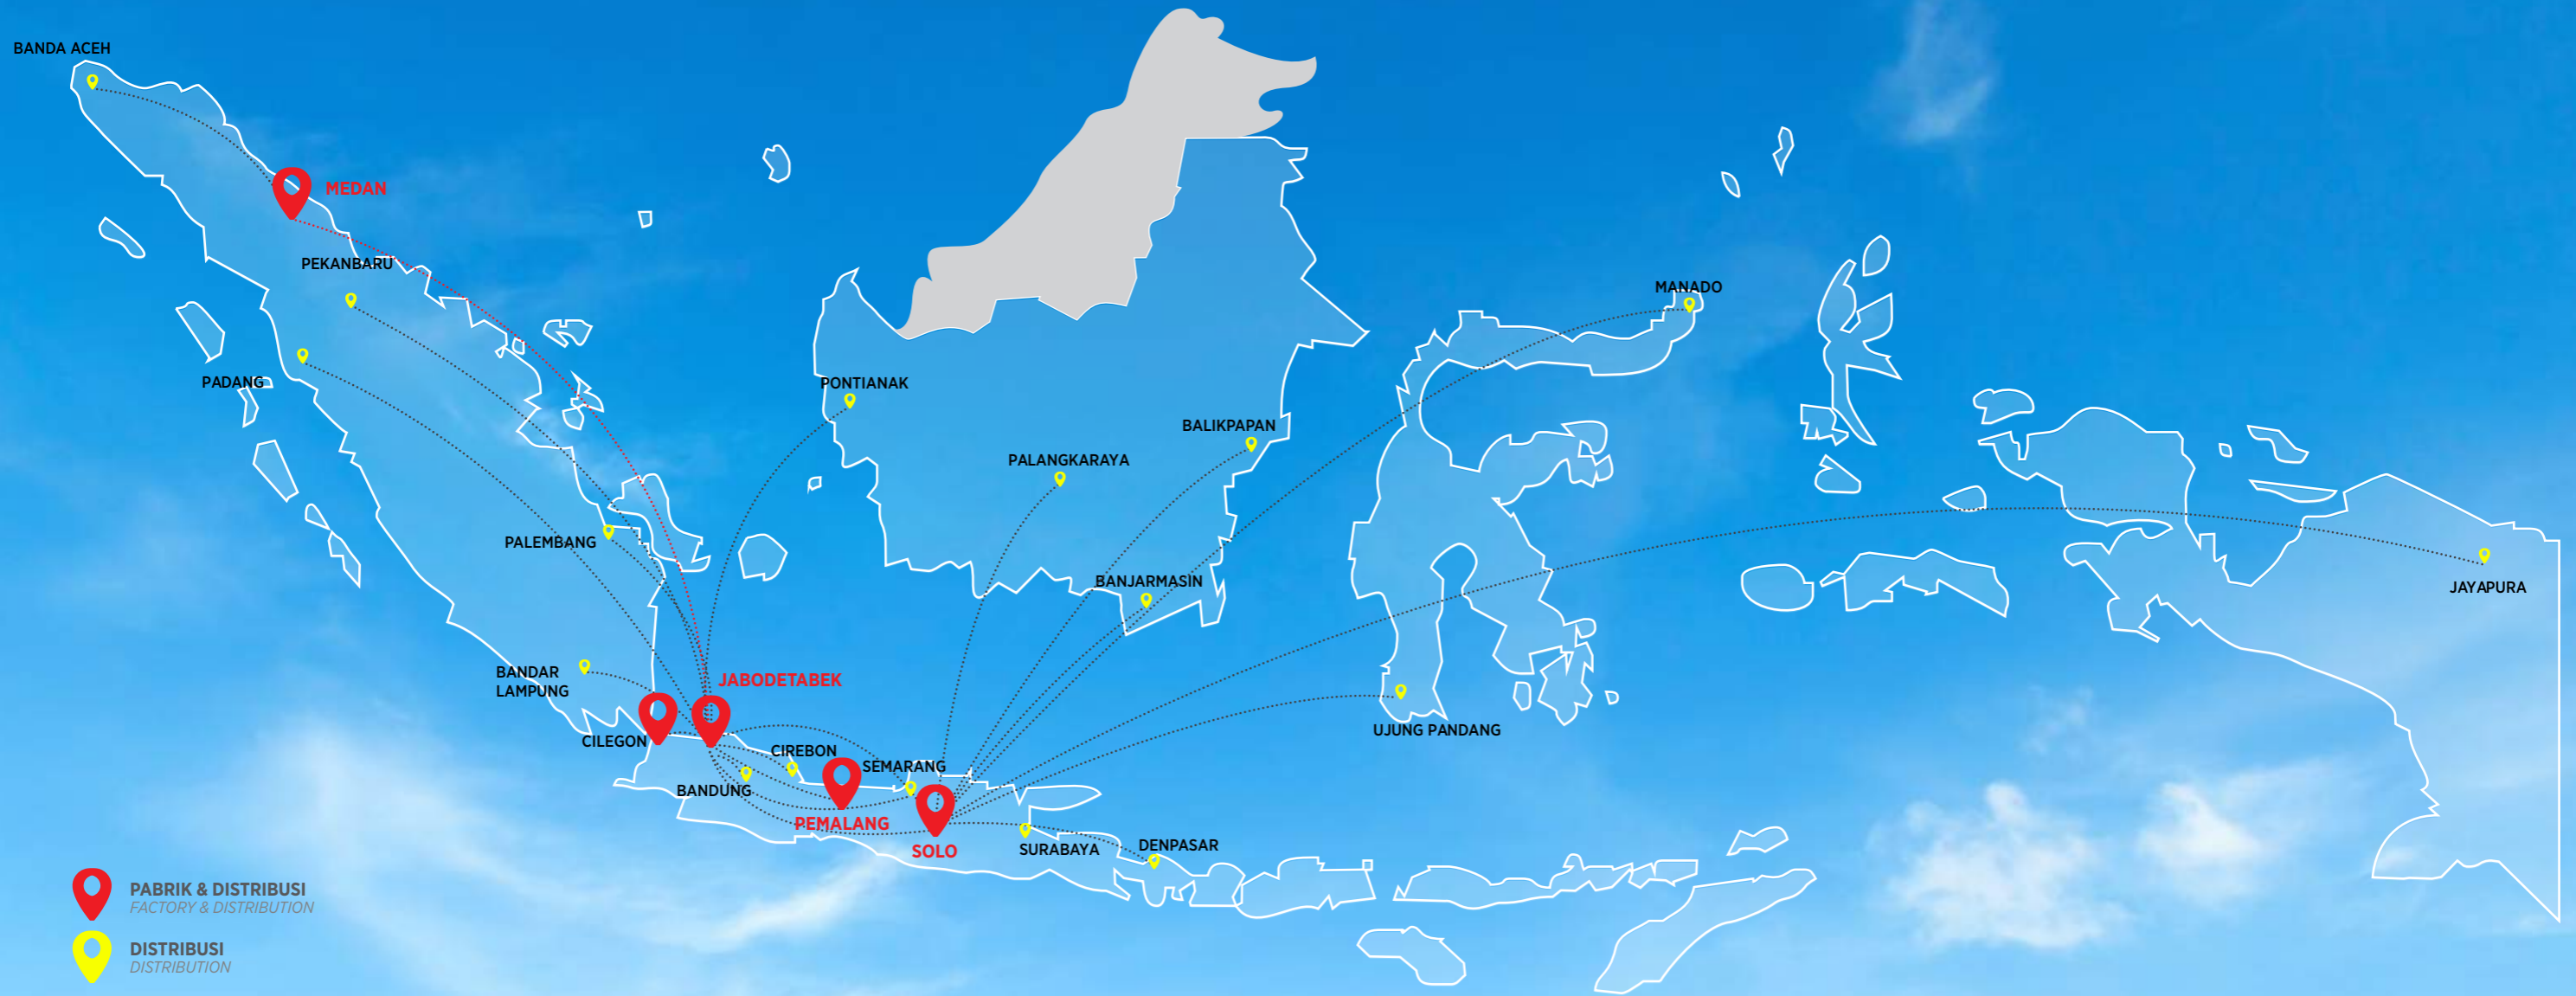 BANDA ACEH
MEDAN
PEKANBARU
MANADO
PADANG
PONTIANAK
BALIKPAPAN
PALANGKARAYA
PALEMBANG
BANJARMASIN
JAYAPURA
BANDAR
LAMPUNG
JABODETABEK
UJUNG PANDANG
CILEGON
CIREBON
SEMARANG
BANDUNG
PEMALANG
SOLO
SURABAYA
DENPASAR
PABRIK & DISTRIBUSI
FACTORY & DISTRIBUTION
DISTRIBUSI
DISTRIBUTION